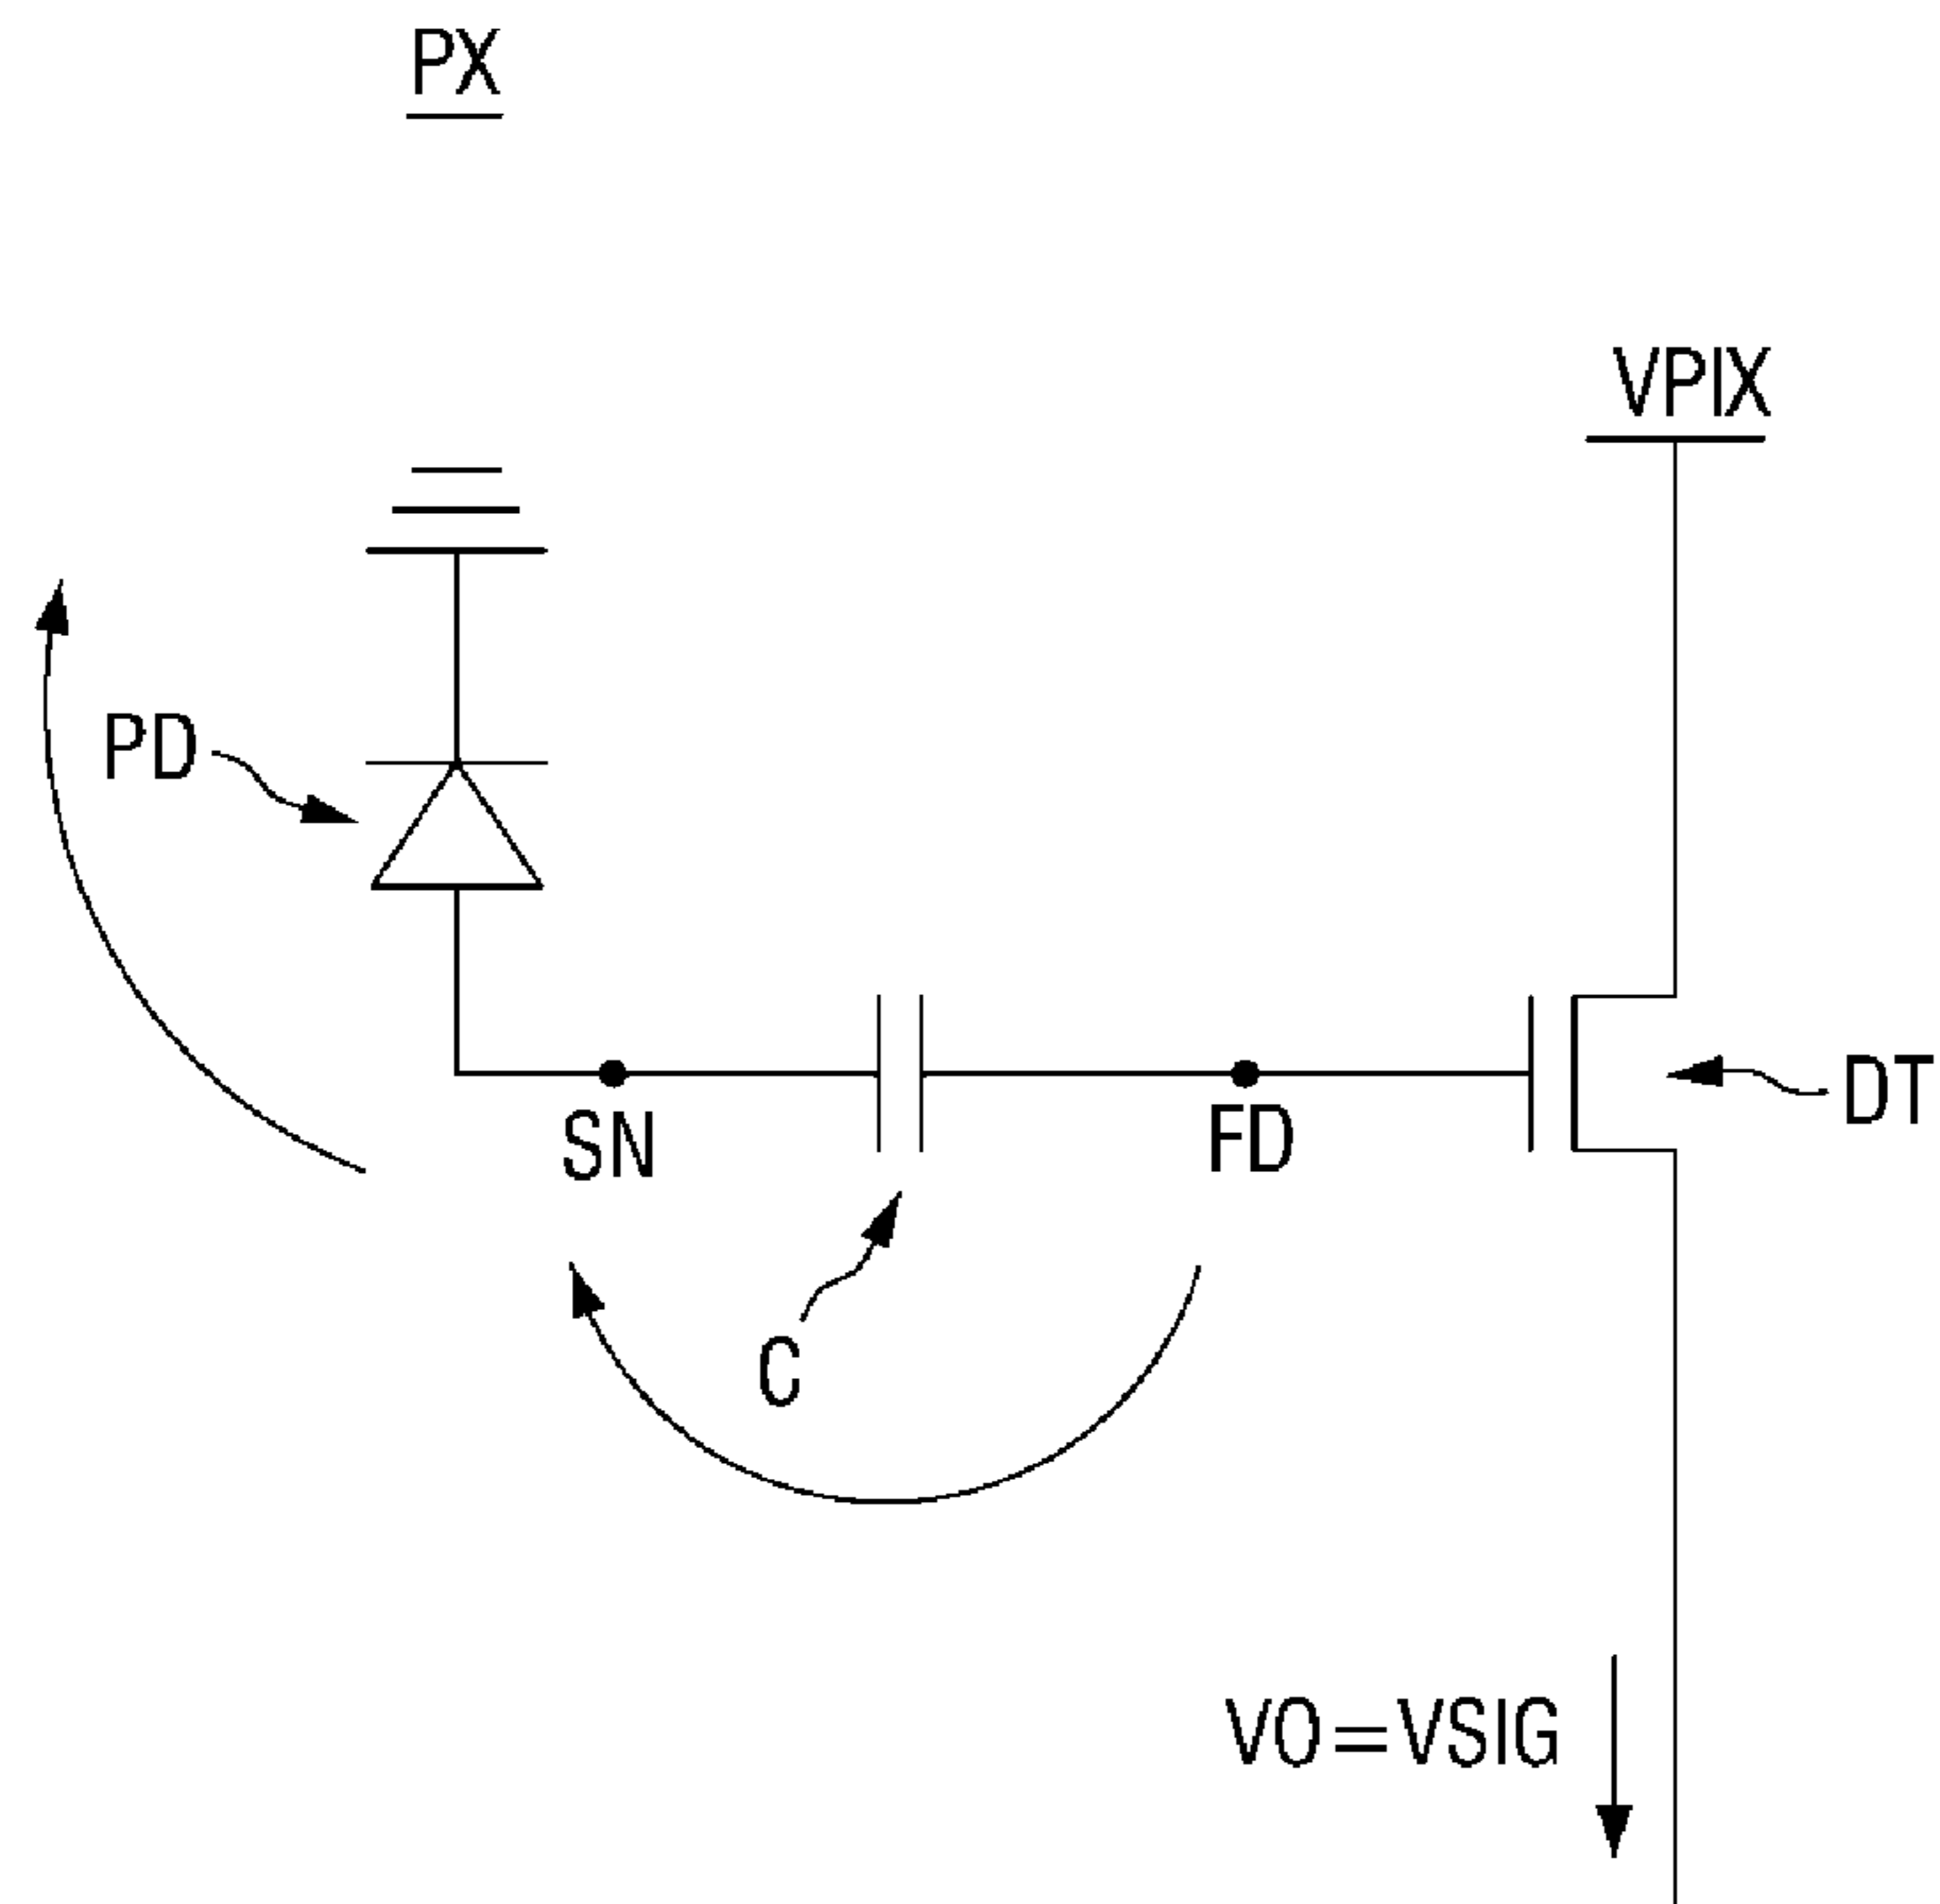 PX
VPIX
PD
SN
FD
DT
C
VO=VSIG